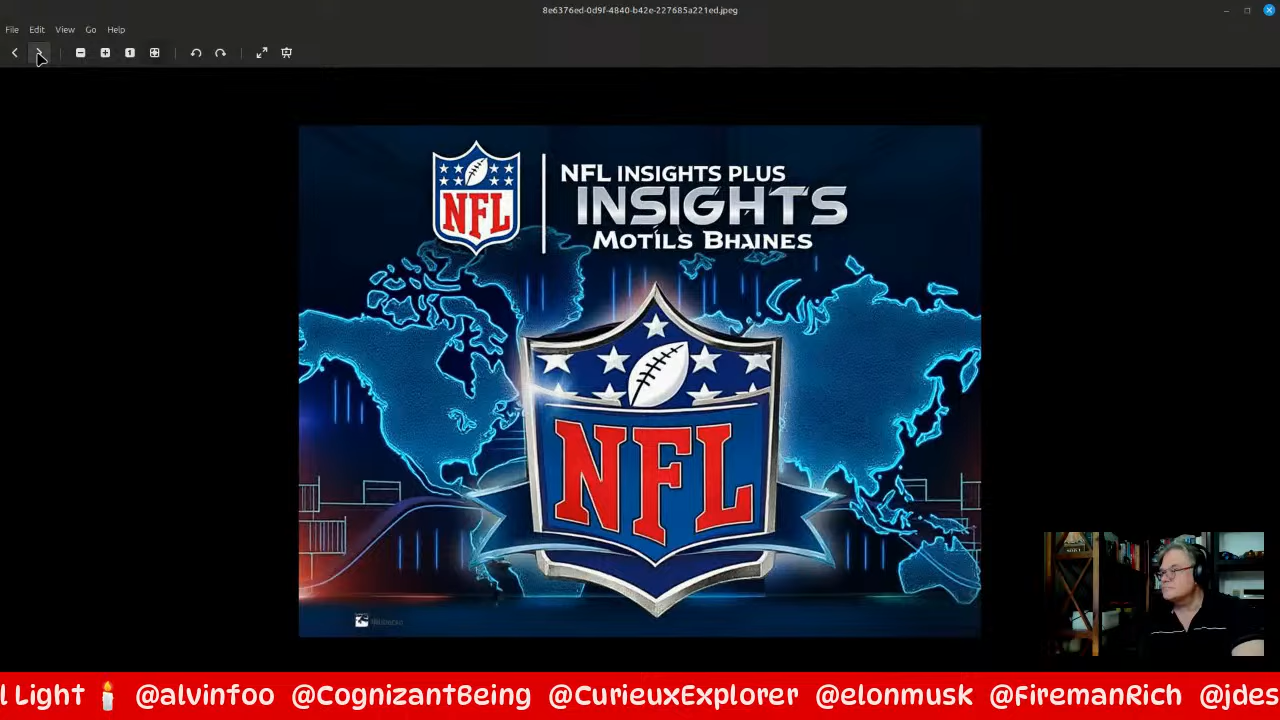 8e6376ed-0d9f-4840-b42e-227685a221ed.jpeg
File Edit View Go Help
NFL
NFL INSIGHTS PLUS
INSIGHTS
MOTILS BHAINES
NFL
l Light 🕯️ @alvinfoo @CognizantBeing @CurieuxExplorer @elonmusk @FiremanRich @jdes